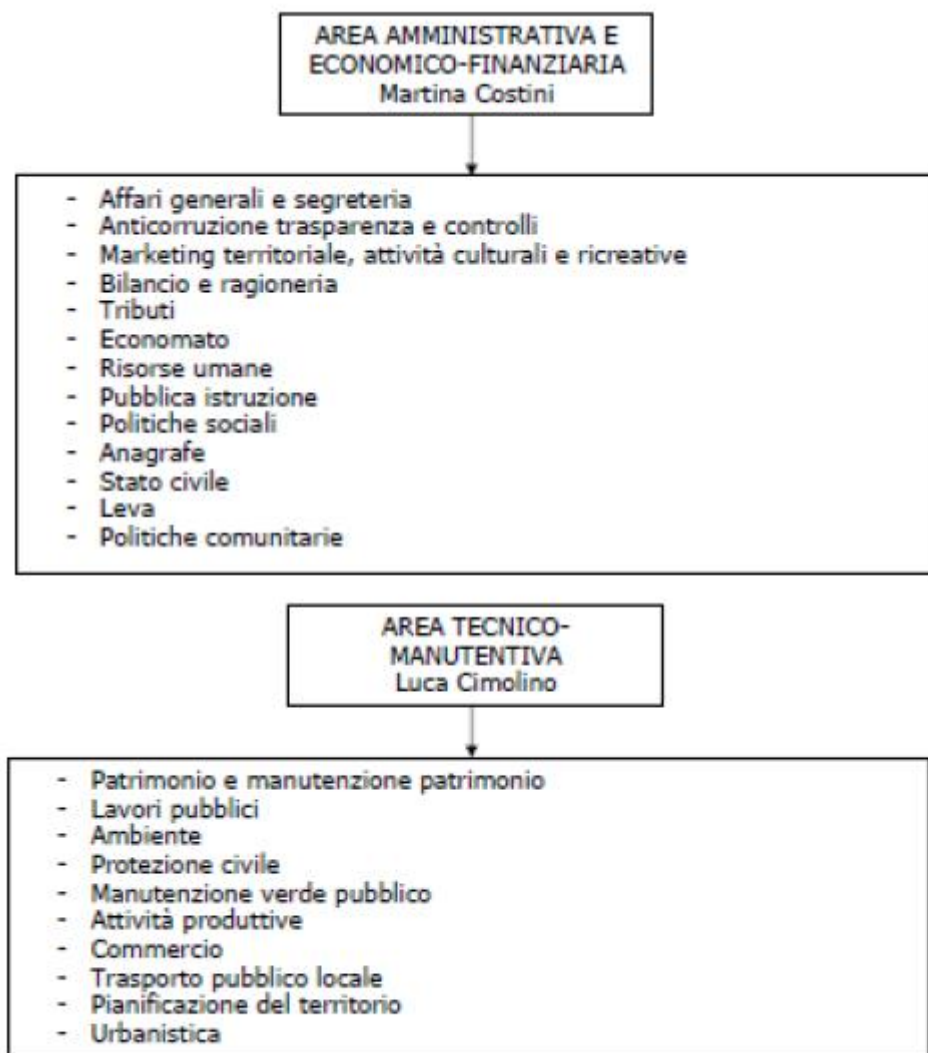 AREA AMMINISTRATIVA E
ECONOMICO-FINANZIARIA
Martina Costini
- Affari generali e segreteria
- Anticorruzione trasparenza e controlli
- Marketing territoriale, attività culturali e ricreative
- Bilancio e ragioneria
- Tributi
- Economato
- Risorse umane
- Pubblica istruzione
- Politiche sociali
- Anagrafe
- Stato civile
- Leva
- Politiche comunitarie
AREA TECNICO-
MANUTENTIVA
Luca Cimolino
- Patrimonio e manutenzione patrimonio
- Lavori pubblici
- Ambiente
- Protezione civile
- Manutenzione verde pubblico
- Attività produttive
- Commercio
- Trasporto pubblico locale
- Pianificazione del territorio
- Urbanistica